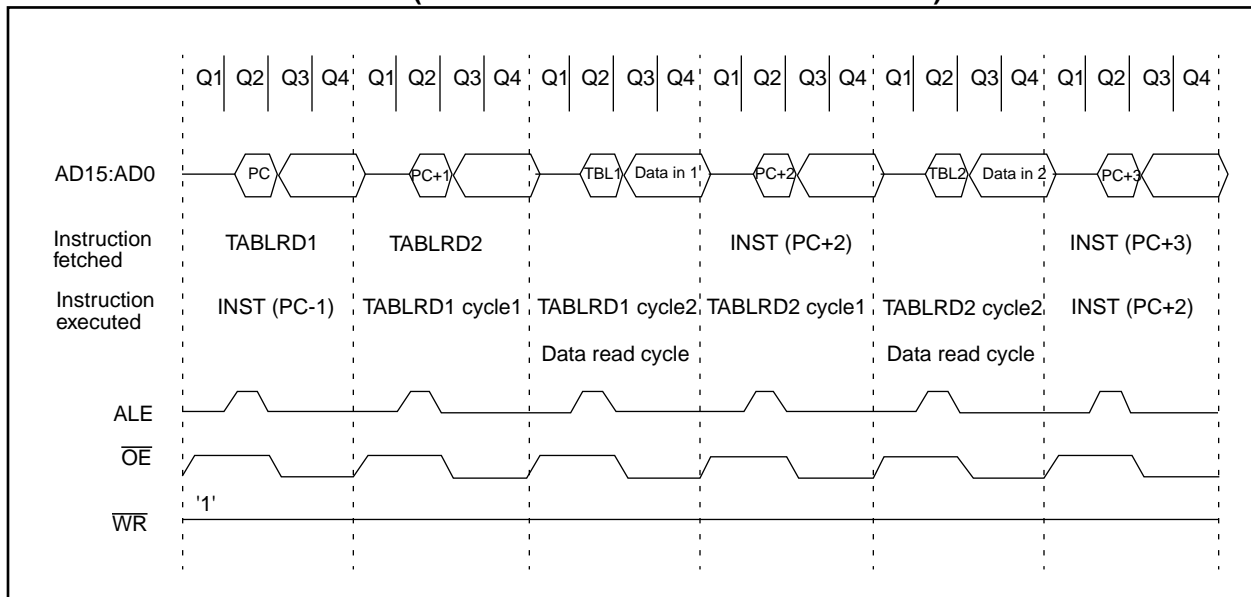 Q1 Q2 Q3 Q4 Q1 Q2 Q3 Q4 Q1 Q2 Q3 Q4 Q1 Q2 Q3 Q4 Q1 Q2 Q3 Q4 Q1 Q2 Q3 Q4
AD15:AD0 PC PC+1 TBL1 Data in 1' PC+2 TBL2 Data in 2 PC+3
Instruction
fetched
TABLRD1 TABLRD2 INST (PC+2) INST (PC+3)
Instruction
executed
INST (PC-1) TABLRD1 cycle1 TABLRD1 cycle2 TABLRD2 cycle1 TABLRD2 cycle2 INST (PC+2)
Data read cycle Data read cycle
ALE
OE
'1'
WR